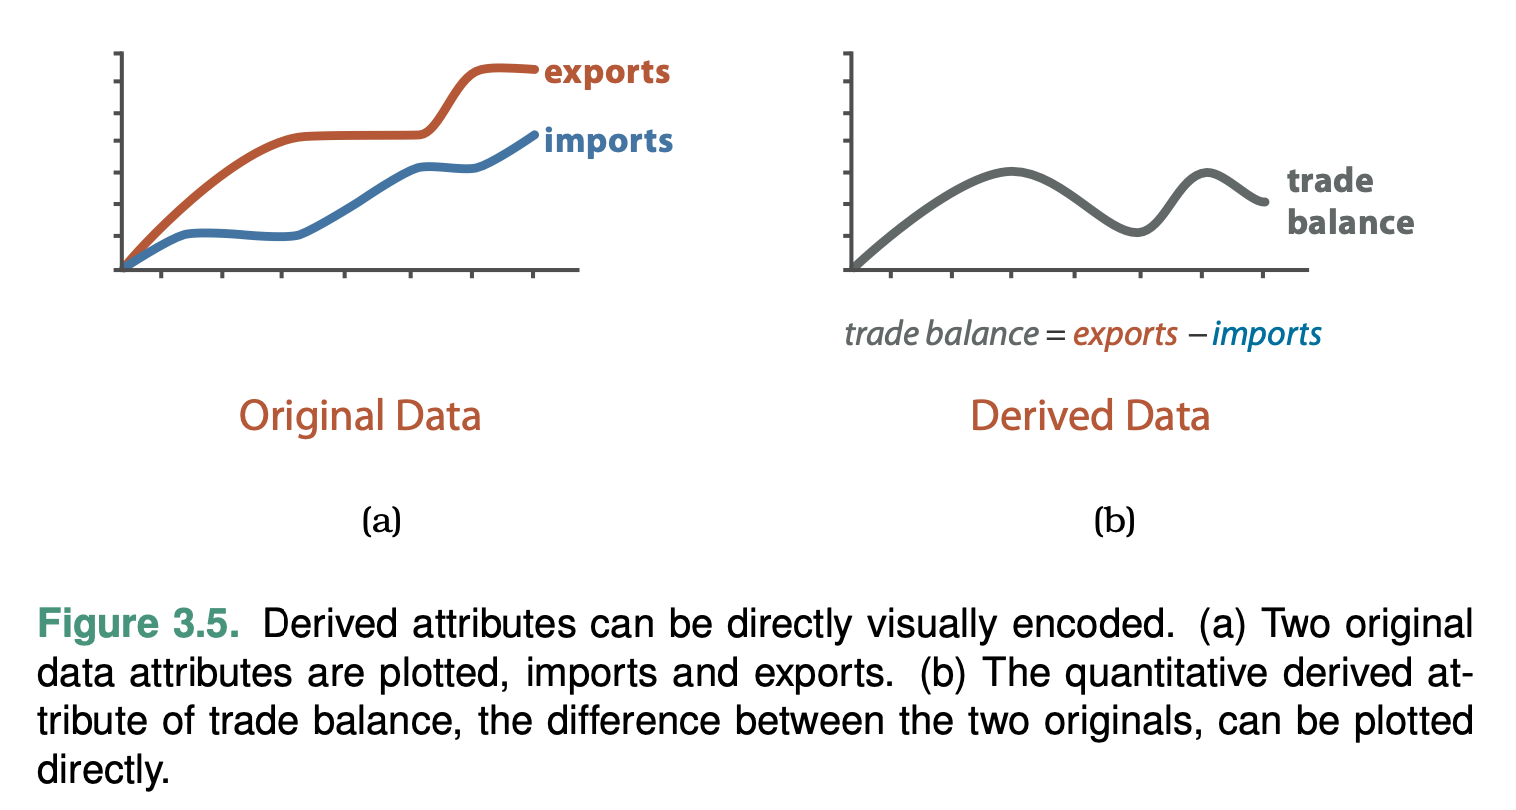 exports
imports
trade
balance
trade balance = exports – imports
Original Data
Derived Data
(a)
(b)
Figure 3.5. Derived attributes can be directly visually encoded. (a) Two original
data attributes are plotted, imports and exports. (b) The quantitative derived at-
tribute of trade balance, the difference between the two originals, can be plotted
directly.